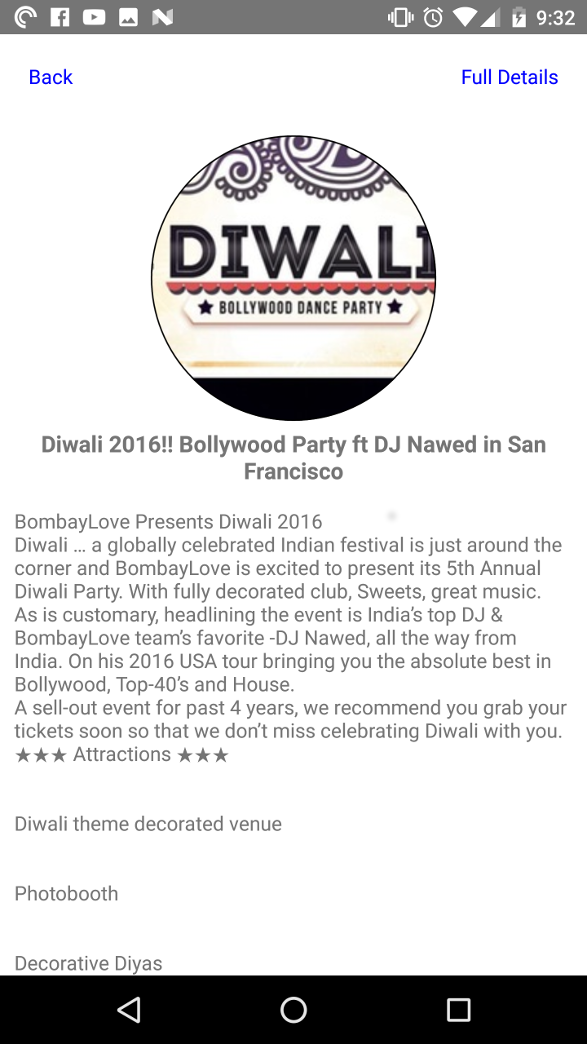 9:32
Back
Full Details
DIWALI
★ BOLLYWOOD DANCE PARTY ★
Diwali 2016!! Bollywood Party ft DJ Nawed in San
Francisco
BombayLove Presents Diwali 2016
Diwali … a globally celebrated Indian festival is just around the
corner and BombayLove is excited to present its 5th Annual
Diwali Party. With fully decorated club, Sweets, great music.
As is customary, headlining the event is India’s top DJ &
BombayLove team’s favorite -DJ Nawed, all the way from
India. On his 2016 USA tour bringing you the absolute best in
Bollywood, Top-40’s and House.
A sell-out event for past 4 years, we recommend you grab your
tickets soon so that we don’t miss celebrating Diwali with you.
★★★ Attractions ★★★
Diwali theme decorated venue
Photobooth
Decorative Diyas